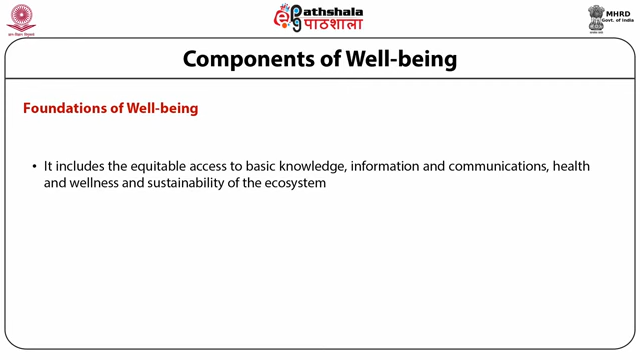 ePathshala
पाठशाला
MHRD
Govt. of India
Components of Well-being
Foundations of Well-being
• It includes the equitable access to basic knowledge, information and communications, health
and wellness and sustainability of the ecosystem